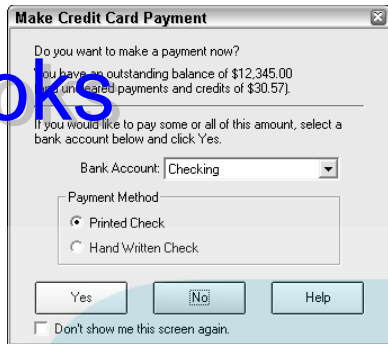 Make Credit Card Payment
Do you want to make a payment now?
You have an outstanding balance of $12,345.00
uncleared payments and credits of $30.57).
oks
If you would like to pay some or all of this amount, select a
bank account below and click Yes.
Bank Account: Checking
Payment Method
Printed Check
Hand Written Check
Yes
No
Help
Don't show me this screen again.